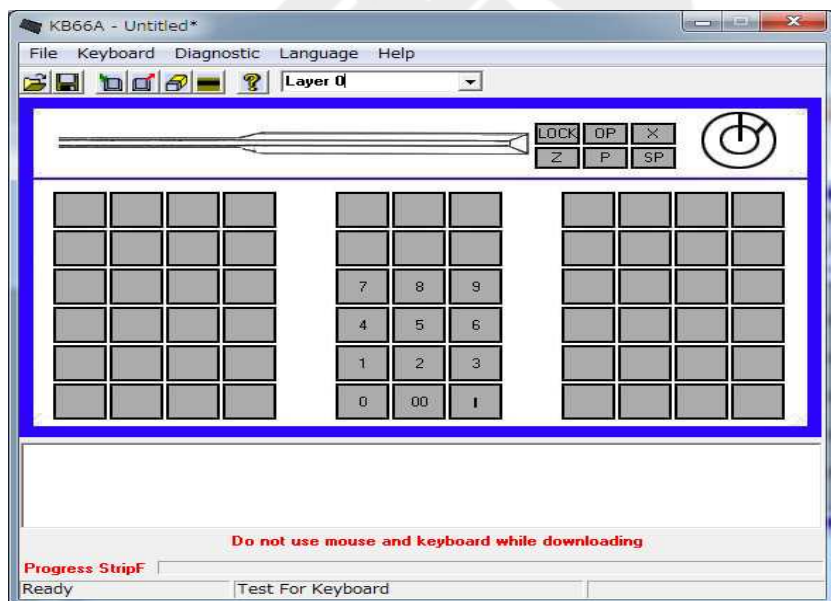 KB66A - Untitled*
File Keyboard Diagnostic Language Help
Layer 0
LOCK OP X
Z P SP
7 8 9
4 5 6
1 2 3
0 00 ı
Do not use mouse and keyboard while downloading
Progress StripF
Ready Test For Keyboard